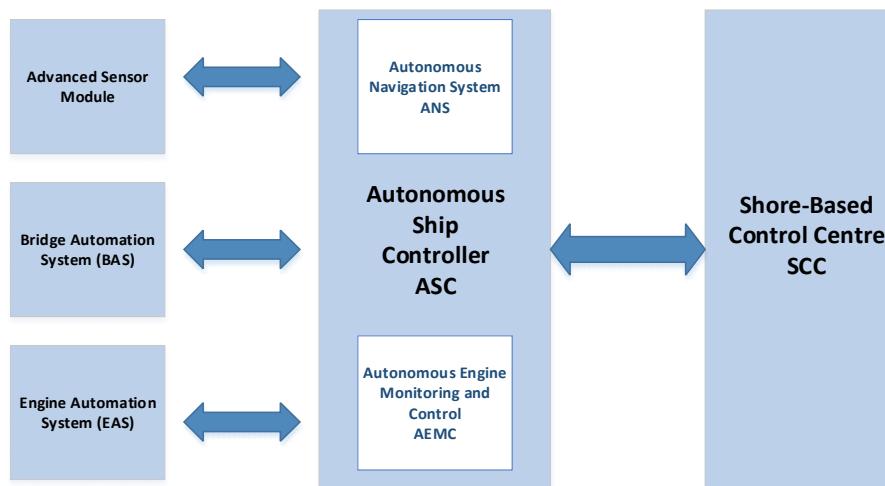 Advanced Sensor
Module
Autonomous
Navigation System
ANS
Bridge Automation
System (BAS)
Autonomous
Ship
Controller
ASC
Shore-Based
Control Centre
SCC
Engine Automation
System (EAS)
Autonomous Engine
Monitoring and
Control
AEMC